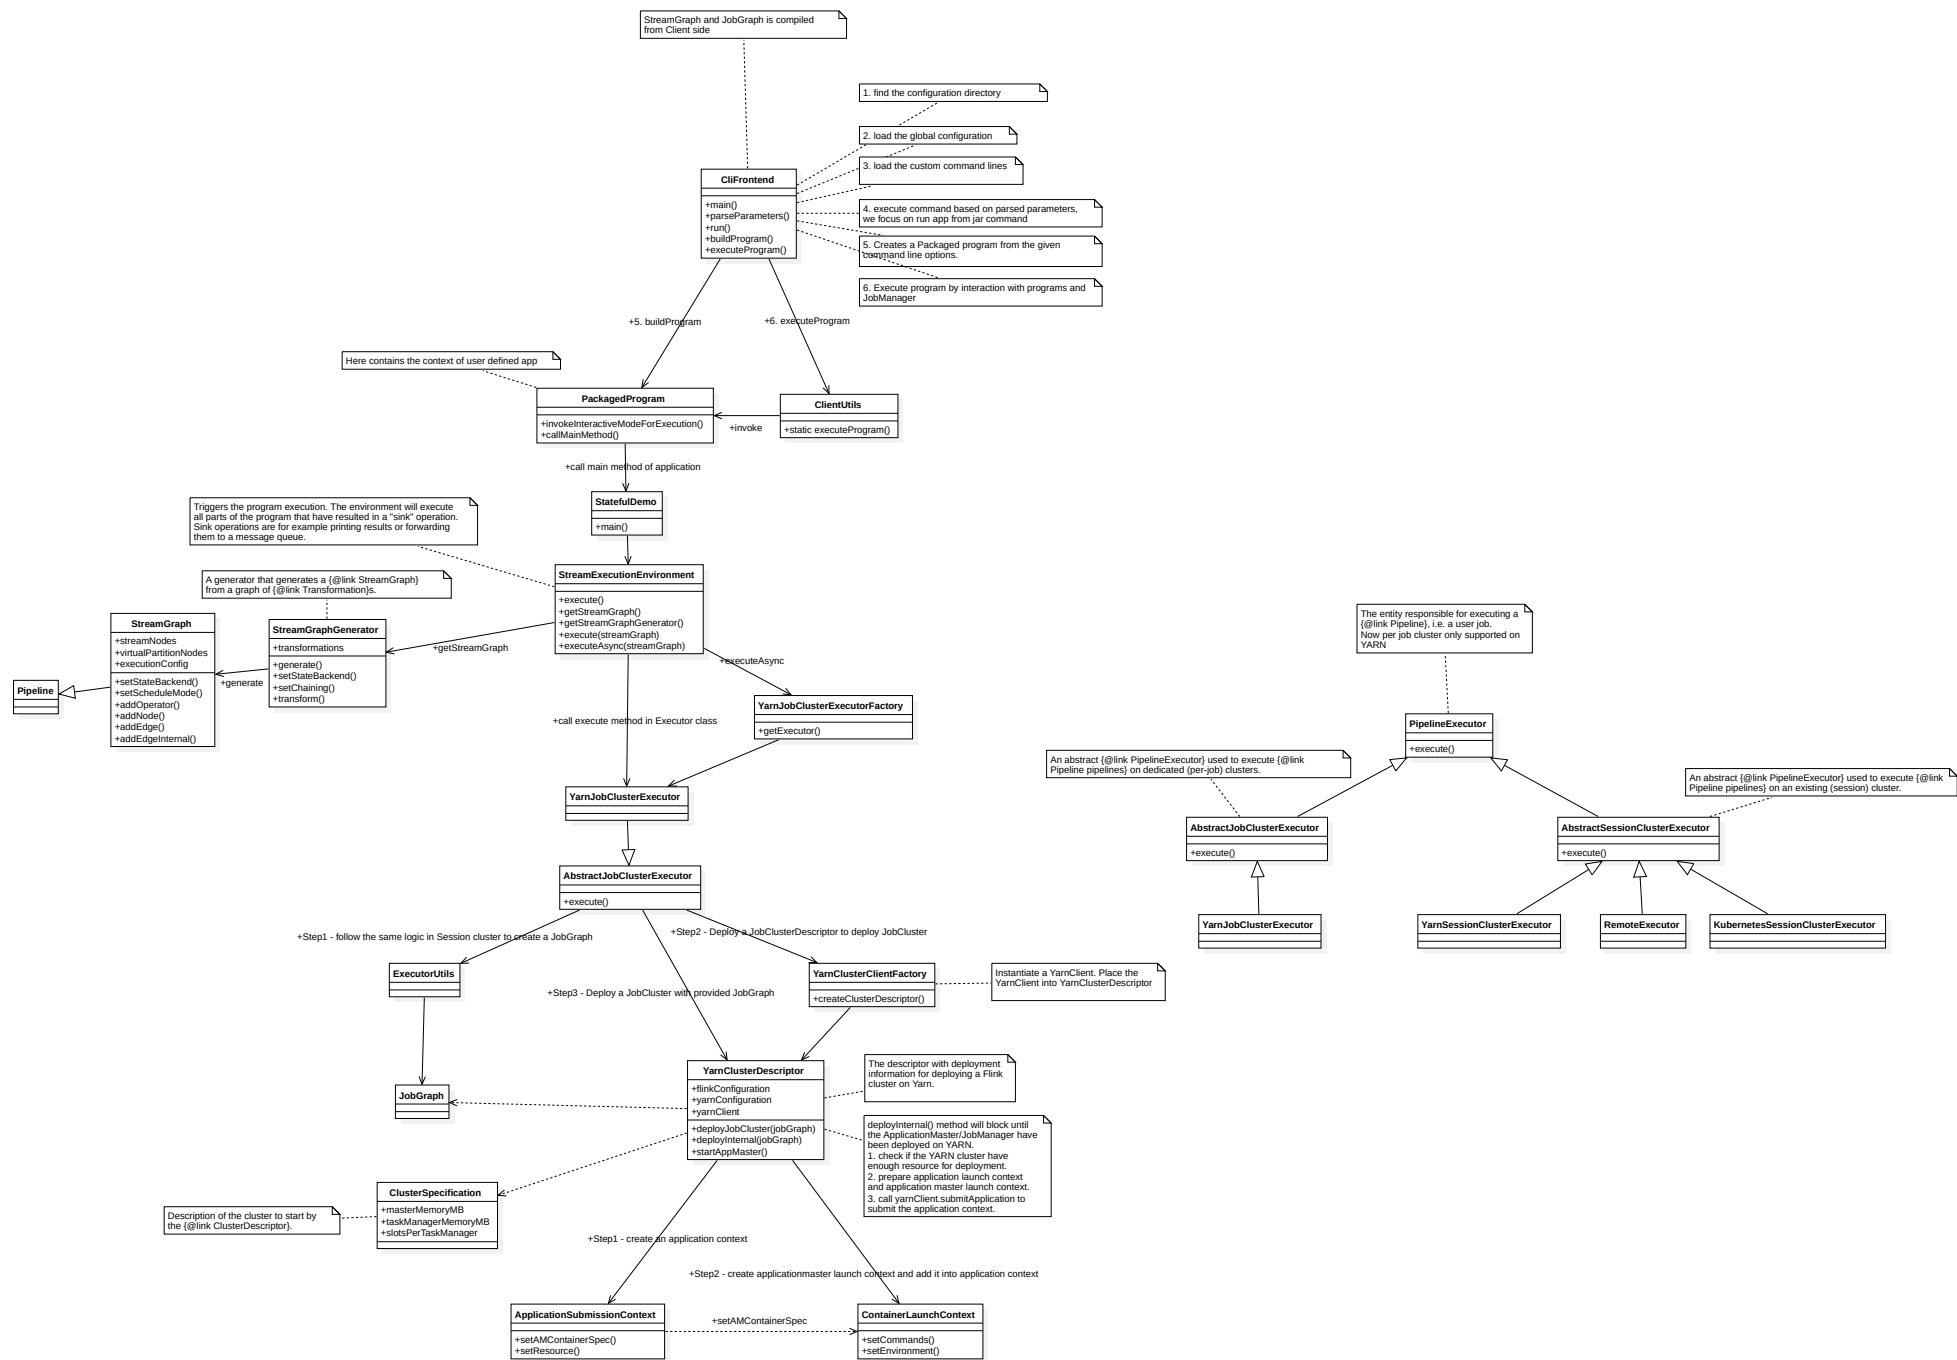 StreamGraph and JobGraph is compiled
from Client side
1. find the configuration directory
2. load the global configuration
3. load the custom command lines
CliFrontend
+main()
+parseParameters()
+run()
+buildProgram()
+executeProgram()
4. execute command based on parsed parameters,
we focus on run app from jar command
5. Creates a Packaged program from the given
command line options.
6. Execute program by interaction with programs and
JobManager
+5. buildProgram
+6. executeProgram
Here contains the context of user defined app
PackagedProgram
+invokeInteractiveModeForExecution()
+callMainMethod()
ClientUtils
+static executeProgram()
+invoke
+call main method of application
StatefulDemo
+main()
Triggers the program execution. The environment will execute
all parts of the program that have resulted in a "sink" operation.
Sink operations are for example printing results or forwarding
them to a message queue.
A generator that generates a {@link StreamGraph}
from a graph of {@link Transformation}s.
StreamExecutionEnvironment
+execute()
+getStreamGraph()
+getStreamGraphGenerator()
+execute(streamGraph)
+executeAsync(streamGraph)
StreamGraph
+streamNodes
+virtualPartitionNodes
+executionConfig
+setStateBackend()
+setScheduleMode()
+addOperator()
+addNode()
+addEdge()
+addEdgeInternal()
StreamGraphGenerator
+transformations
+generate()
+setStateBackend()
+setChaining()
+transform()
+getStreamGraph
+generate
Pipeline
+executeAsync
YarnJobClusterExecutorFactory
+getExecutor()
+call execute method in Executor class
YarnJobClusterExecutor
AbstractJobClusterExecutor
+execute()
The entity responsible for executing a
{@link Pipeline}, i.e. a user job.
Now per job cluster only supported on
YARN
PipelineExecutor
+execute()
An abstract {@link PipelineExecutor} used to execute {@link
Pipeline pipelines} on dedicated (per-job) clusters.
An abstract {@link PipelineExecutor} used to execute {@link
Pipeline pipelines} on an existing (session) cluster.
AbstractJobClusterExecutor
+execute()
AbstractSessionClusterExecutor
+execute()
YarnJobClusterExecutor
YarnSessionClusterExecutor
RemoteExecutor
KubernetesSessionClusterExecutor
+Step1 - follow the same logic in Session cluster to create a JobGraph
+Step2 - Deploy a JobClusterDescriptor to deploy JobCluster
ExecutorUtils
+Step3 - Deploy a JobCluster with provided JobGraph
YarnClusterClientFactory
+createClusterDescriptor()
Instantiate a YarnClient. Place the
YarnClient into YarnClusterDescriptor
JobGraph
YarnClusterDescriptor
+flinkConfiguration
+yarnConfiguration
+yarnClient
+deployJobCluster(jobGraph)
+deployInternal(jobGraph)
+startAppMaster()
The descriptor with deployment
information for deploying a Flink
cluster on Yarn.
deployInternal() method will block until
the ApplicationMaster/JobManager have
been deployed on YARN.
1. check if the YARN cluster have
enough resource for deployment.
2. prepare application launch context
and application master launch context.
3. call yarnClient.submitApplication to
submit the application context.
ClusterSpecification
+masterMemoryMB
+taskManagerMemoryMB
+slotsPerTaskManager
Description of the cluster to start by
the {@link ClusterDescriptor}.
+Step1 - create an application context
+Step2 - create applicationmaster launch context and add it into application context
ApplicationSubmissionContext
+setAMContainerSpec()
+setResource()
+setAMContainerSpec
ContainerLaunchContext
+setCommands()
+setEnvironment()